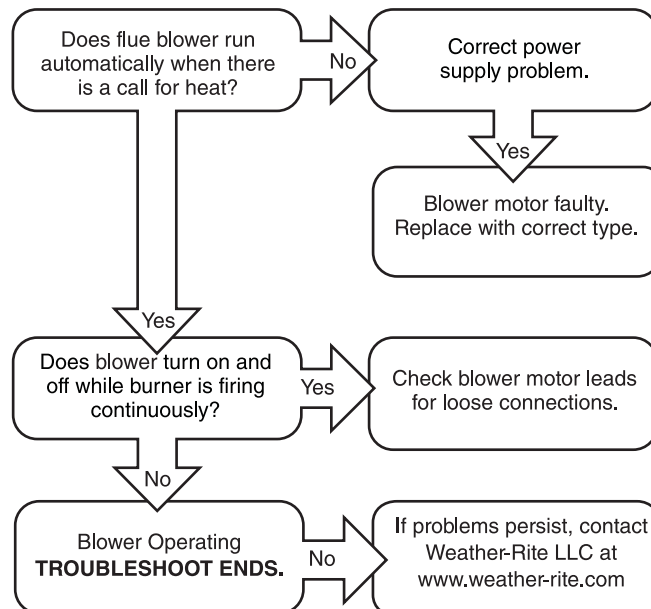 Does flue blower run
automatically when there
is a call for heat?
No
Correct power
supply problem.
Yes
Blower motor faulty.
Replace with correct type.
Yes
Does blower turn on and
off while burner is firing
continuously?
Yes
Check blower motor leads
for loose connections.
No
Blower Operating
TROUBLESHOOT ENDS.
No
If problems persist, contact
Weather-Rite LLC at
www.weather-rite.com